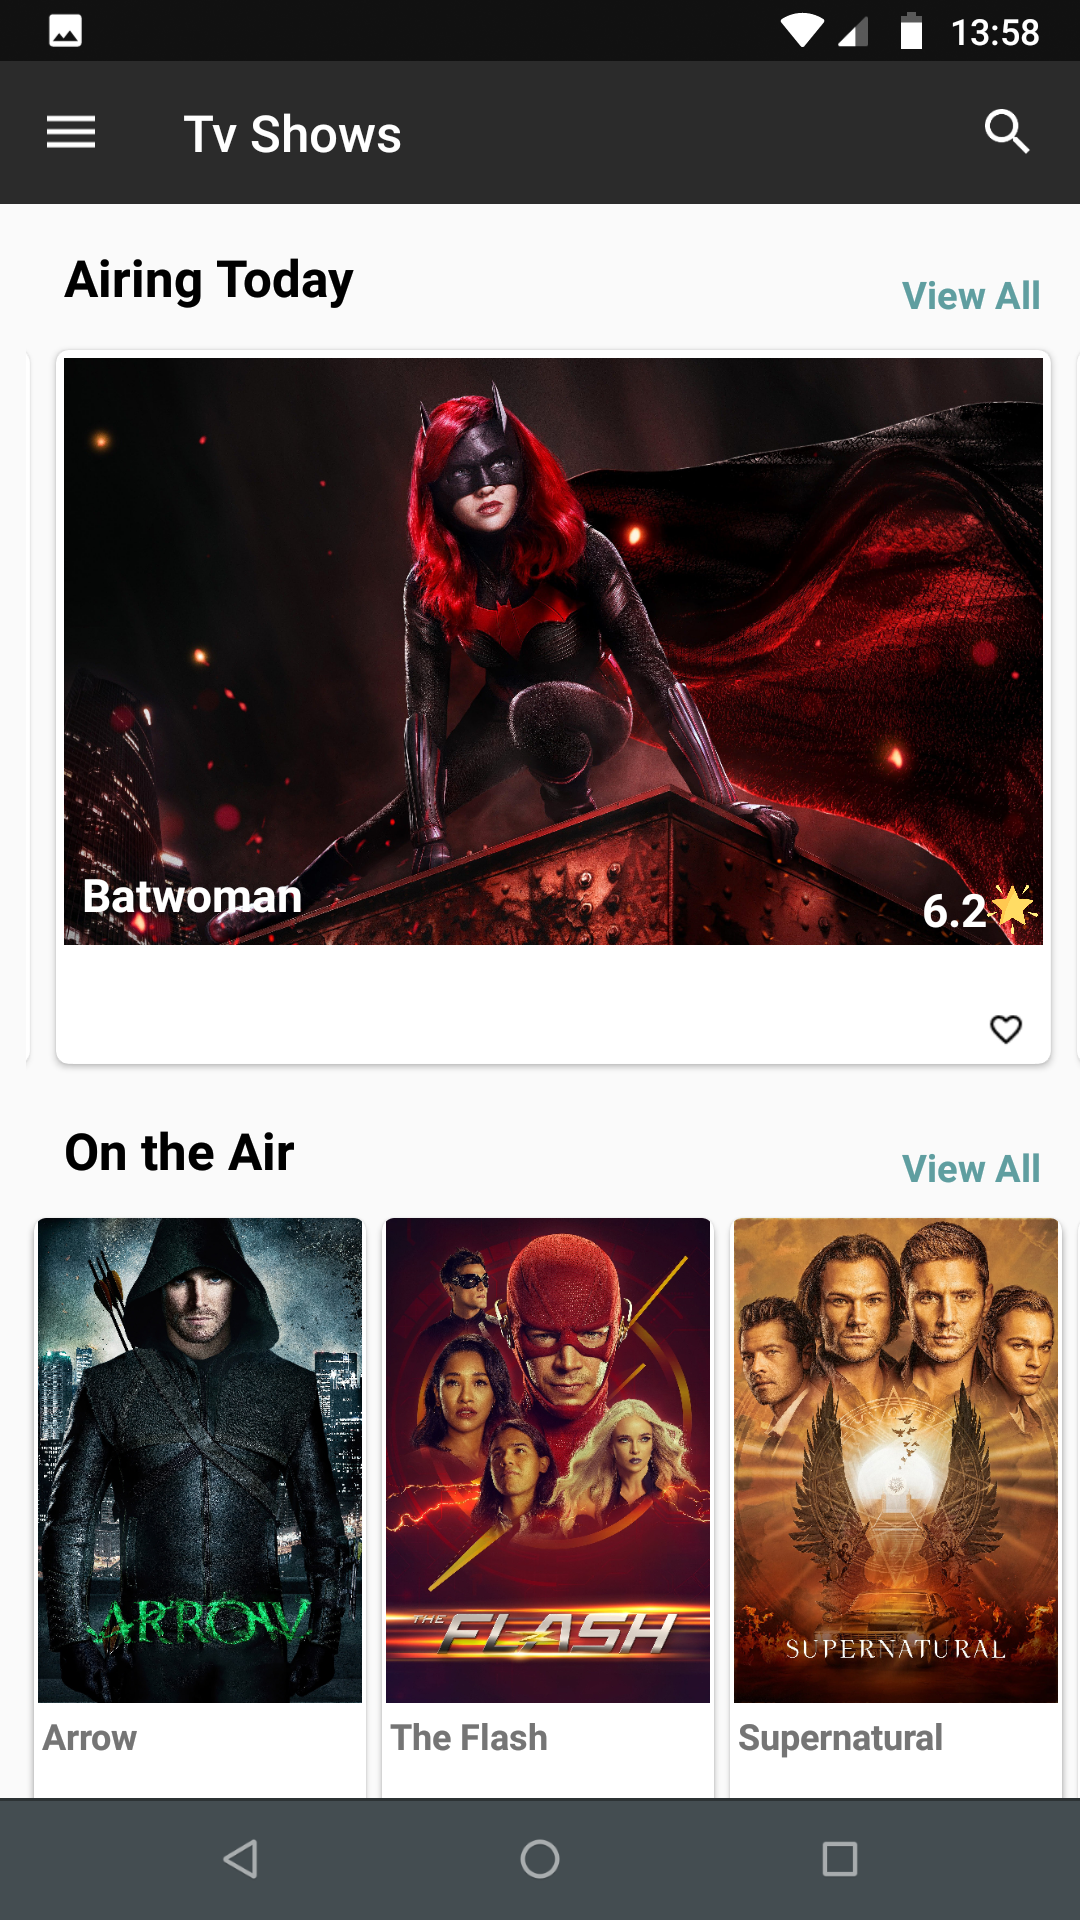 13:58
Tv Shows
Airing Today
View All
Batwoman
6.2🌟
On the Air
View All
ARROW
THE FLASH
SUPERNATURAL
Arrow
The Flash
Supernatural